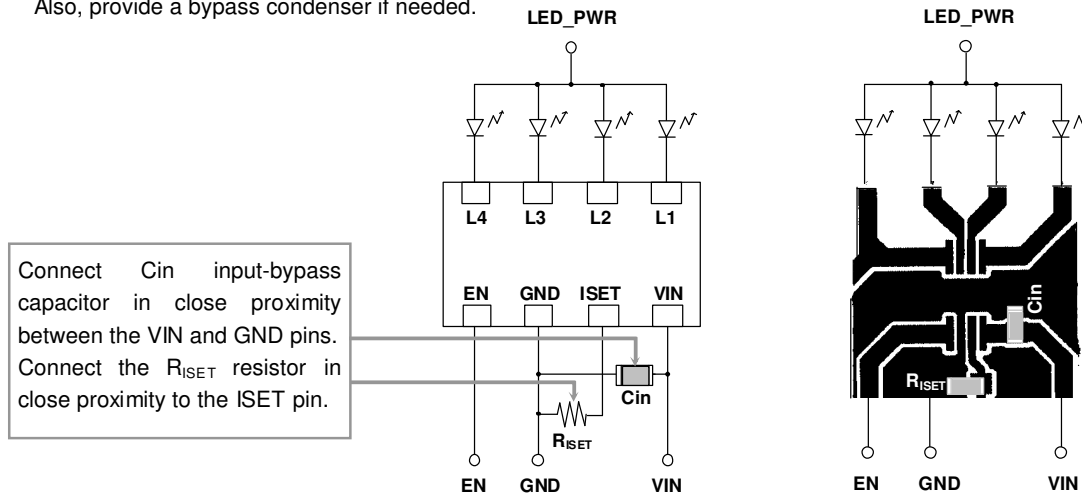 Also, provide a bypass condenser if needed.
LED_PWR
LED_PWR
L4 L3 L2 L1
Connect Cin input-bypass
capacitor in close proximity
between the VIN and GND pins.
Connect the RISET resistor in
close proximity to the ISET pin.
EN GND ISET VIN
Cin
RISET
EN GND VIN
Cin
RISET
EN GND VIN